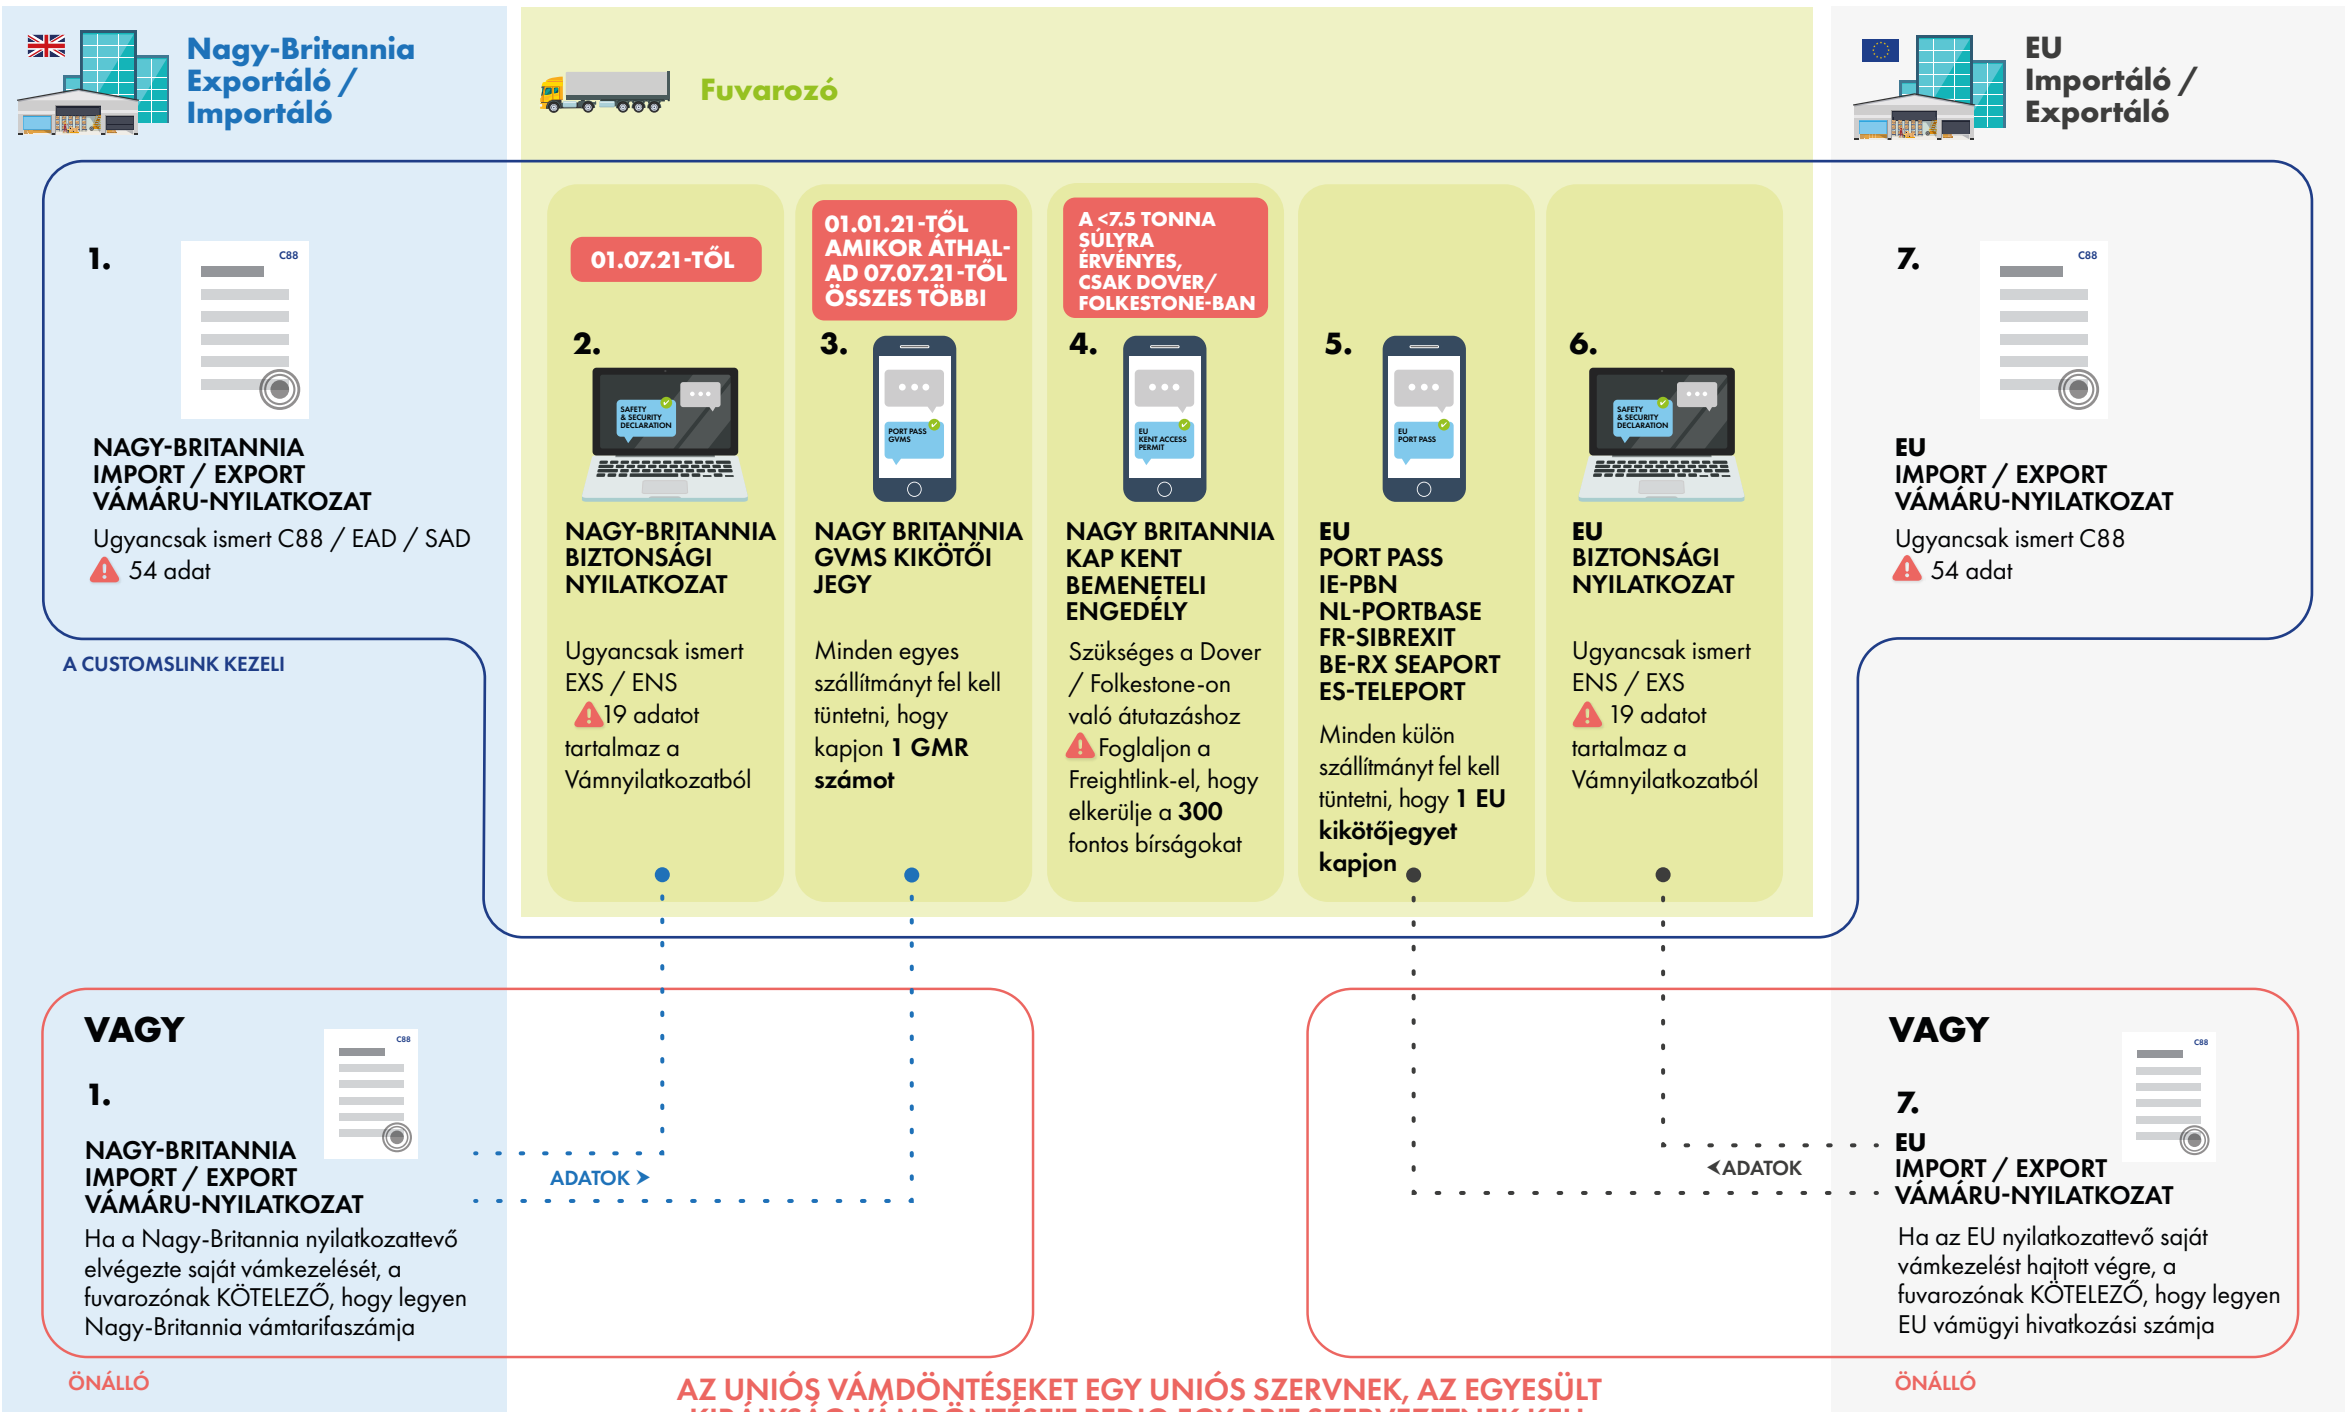 Nagy-Britannia
Exportáló /
Importáló
Fuvarozó
EU
Importáló /
Exportáló
1.
C88
NAGY-BRITANNIA
IMPORT / EXPORT
VÁMÁRU-NYILATKOZAT
Ugyancsak ismert C88 / EAD / SAD
54 adat
A CUSTOMSLINK KEZELI
01.07.21-TŐL
2.
SAFETY
& SECURITY
DECLARATION
NAGY-BRITANNIA
BIZTONSÁGI
NYILATKOZAT
Ugyancsak ismert
EXS / ENS
19 adatot
tartalmaz a
Vámnyilatkozatból
01.01.21-TŐL
AMIKOR ÁTHAL-
AD 07.07.21-TŐL
ÖSSZES TÖBBI
3.
PORT PASS
GVMS
NAGY BRITANNIA
GVMS KIKÖTŐI
JEGY
Minden egyes
szállítmányt fel kell
tüntetni, hogy
kapjon 1 GMR
számot
A <7.5 TONNA
SÚLYRA
ÉRVÉNYES,
CSAK DOVER/
FOLKESTONE-BAN
4.
EU
KENT ACCESS
PERMIT
NAGY BRITANNIA
KAP KENT
BEMENETELI
ENGEDÉLY
Szükséges a Dover
/ Folkestone-on
való átutazáshoz
Foglaljon a
Freightlink-el, hogy
elkerülje a 300
fontos bírságokat
5.
EU
PORT PASS
EU
PORT PASS
IE-PBN
NL-PORTBASE
FR-SIBREXIT
BE-RX SEAPORT
ES-TELEPORT
Minden külön
szállítmányt fel kell
tüntetni, hogy 1 EU
kikötőjegyet
kapjon
6.
SAFETY
& SECURITY
DECLARATION
EU
BIZTONSÁGI
NYILATKOZAT
Ugyancsak ismert
ENS / EXS
19 adatot
tartalmaz a
Vámnyilatkozatból
7.
C88
EU
IMPORT / EXPORT
VÁMÁRU-NYILATKOZAT
Ugyancsak ismert C88
54 adat
VAGY
C88
1.
NAGY-BRITANNIA
IMPORT / EXPORT
VÁMÁRU-NYILATKOZAT
Ha a Nagy-Britannia nyilatkozattevő
elvégezte saját vámkezelését, a
fuvarozónak KÖTELEZŐ, hogy legyen
Nagy-Britannia vámtarifaszámja
ADATOK
ÖNÁLLÓ
VAGY
C88
7.
EU
IMPORT / EXPORT
VÁMÁRU-NYILATKOZAT
Ha az EU nyilatkozattevő saját
vámkezelést hajtott végre, a
fuvarozónak KÖTELEZŐ, hogy legyen
EU vámügyi hivatkozási számja
ADATOK
ÖNÁLLÓ
AZ UNIÓS VÁMDÖNTÉSEKET EGY UNIÓS SZERVNEK, AZ EGYESÜLT
KIRÁLYSÁG VÁMDÖNTÉSEIT PEDIG EGY BRIT SZERVEZETNEK KELL